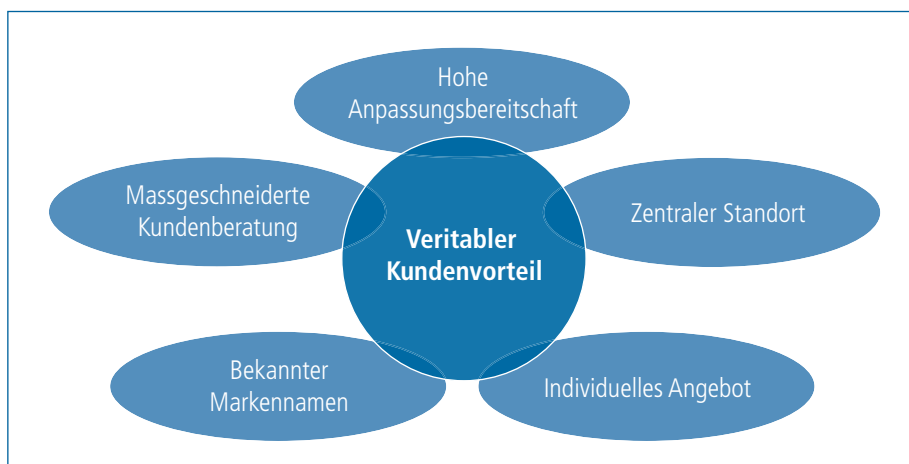 Hohe
Anpassungsbereitschaft
Massgeschneiderte
Kundenberatung
Zentraler Standort
Veritabler
Kundenvorteil
Bekannter
Markennamen
Individuelles Angebot